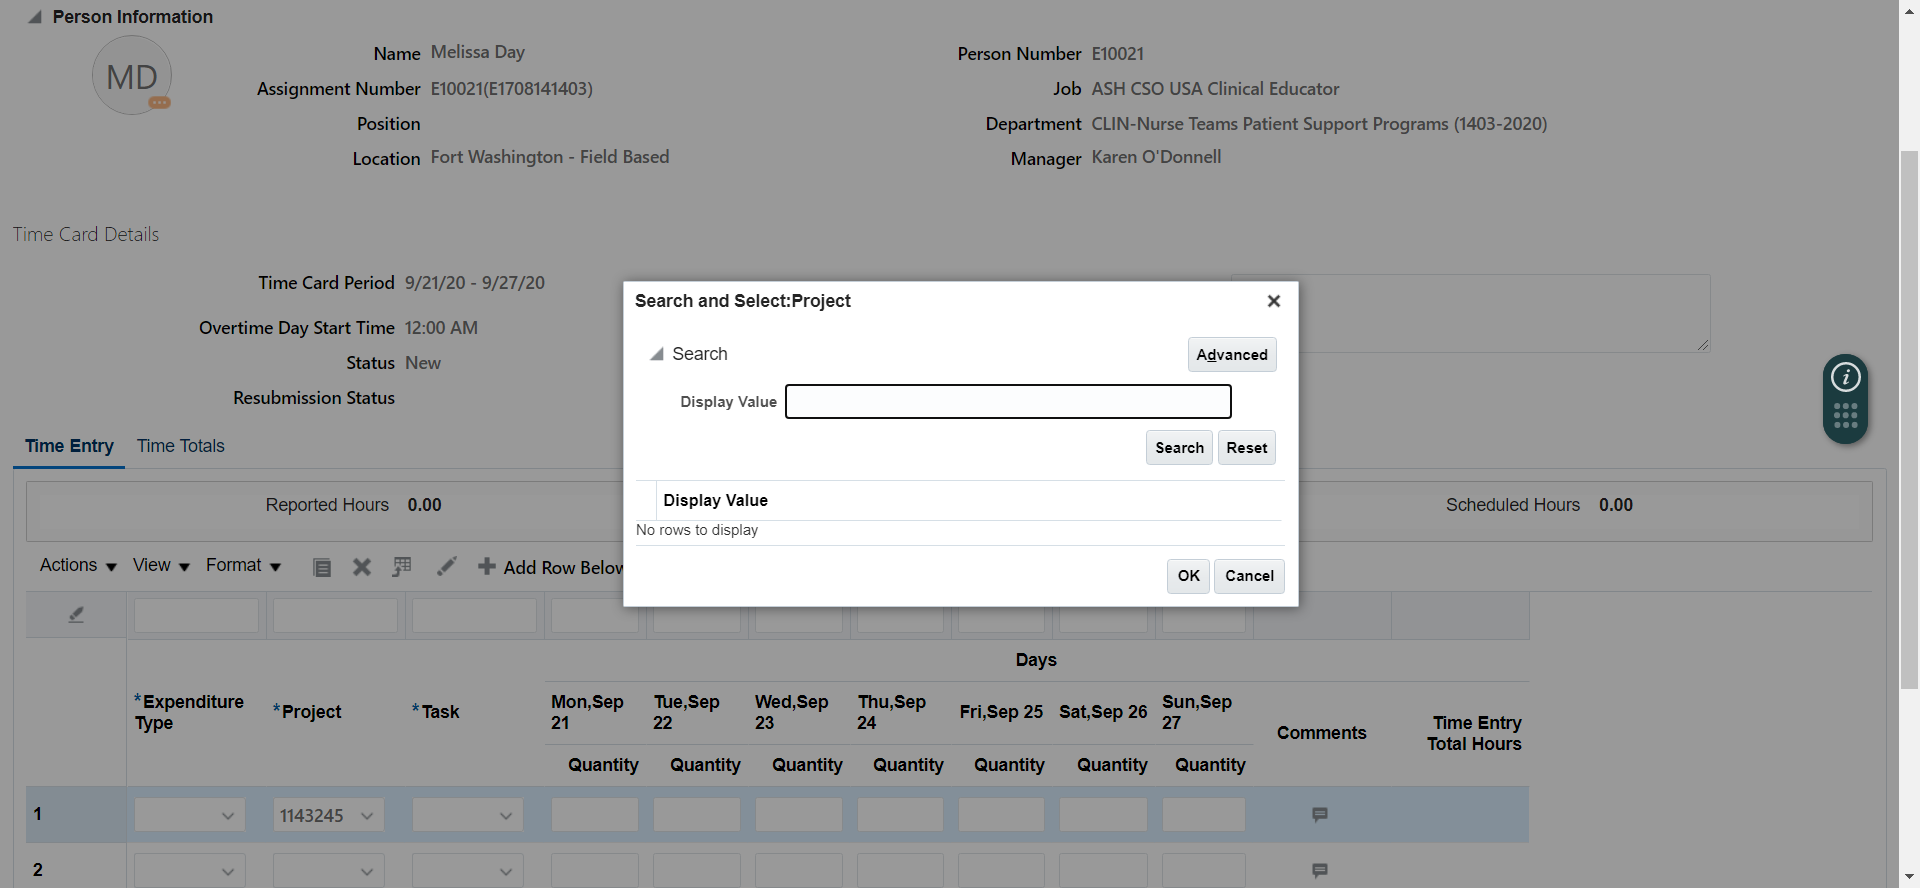 Person Information
MD
Name Melissa Day
Person Number E10021
Assignment Number E10021(E1708141403)
Job ASH CSO USA Clinical Educator
Position
Department CLIN-Nurse Teams Patient Support Programs (1403-2020)
Location Fort Washington - Field Based
Manager Karen O'Donnell
Time Card Details
Time Card Period 9/21/20 - 9/27/20
Overtime Day Start Time 12:00 AM
Status New
Resubmission Status
Search and Select:Project
Search
Advanced
Display Value
Search Reset
Display Value
No rows to display
OK Cancel
Time Entry Time Totals
Reported Hours 0.00
Scheduled Hours 0.00
Actions View Format Add Row Below
Days
*Expenditure Type
*Project
*Task
Mon,Sep 21
Tue,Sep 22
Wed,Sep 23
Thu,Sep 24
Fri,Sep 25
Sat,Sep 26
Sun,Sep 27
Comments
Time Entry Total Hours
Quantity Quantity Quantity Quantity Quantity Quantity Quantity
1 1143245
2